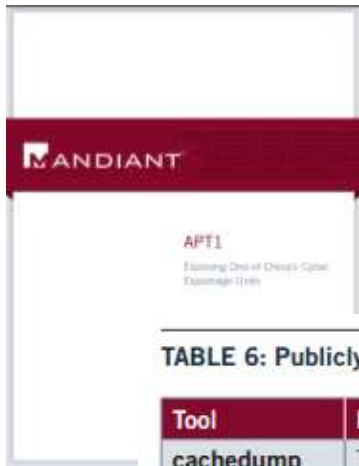 MANDIANT
APT1
Exposing One of China's Cyber
Espionage Units
TABLE 6: Publicly
Tool
cachedump